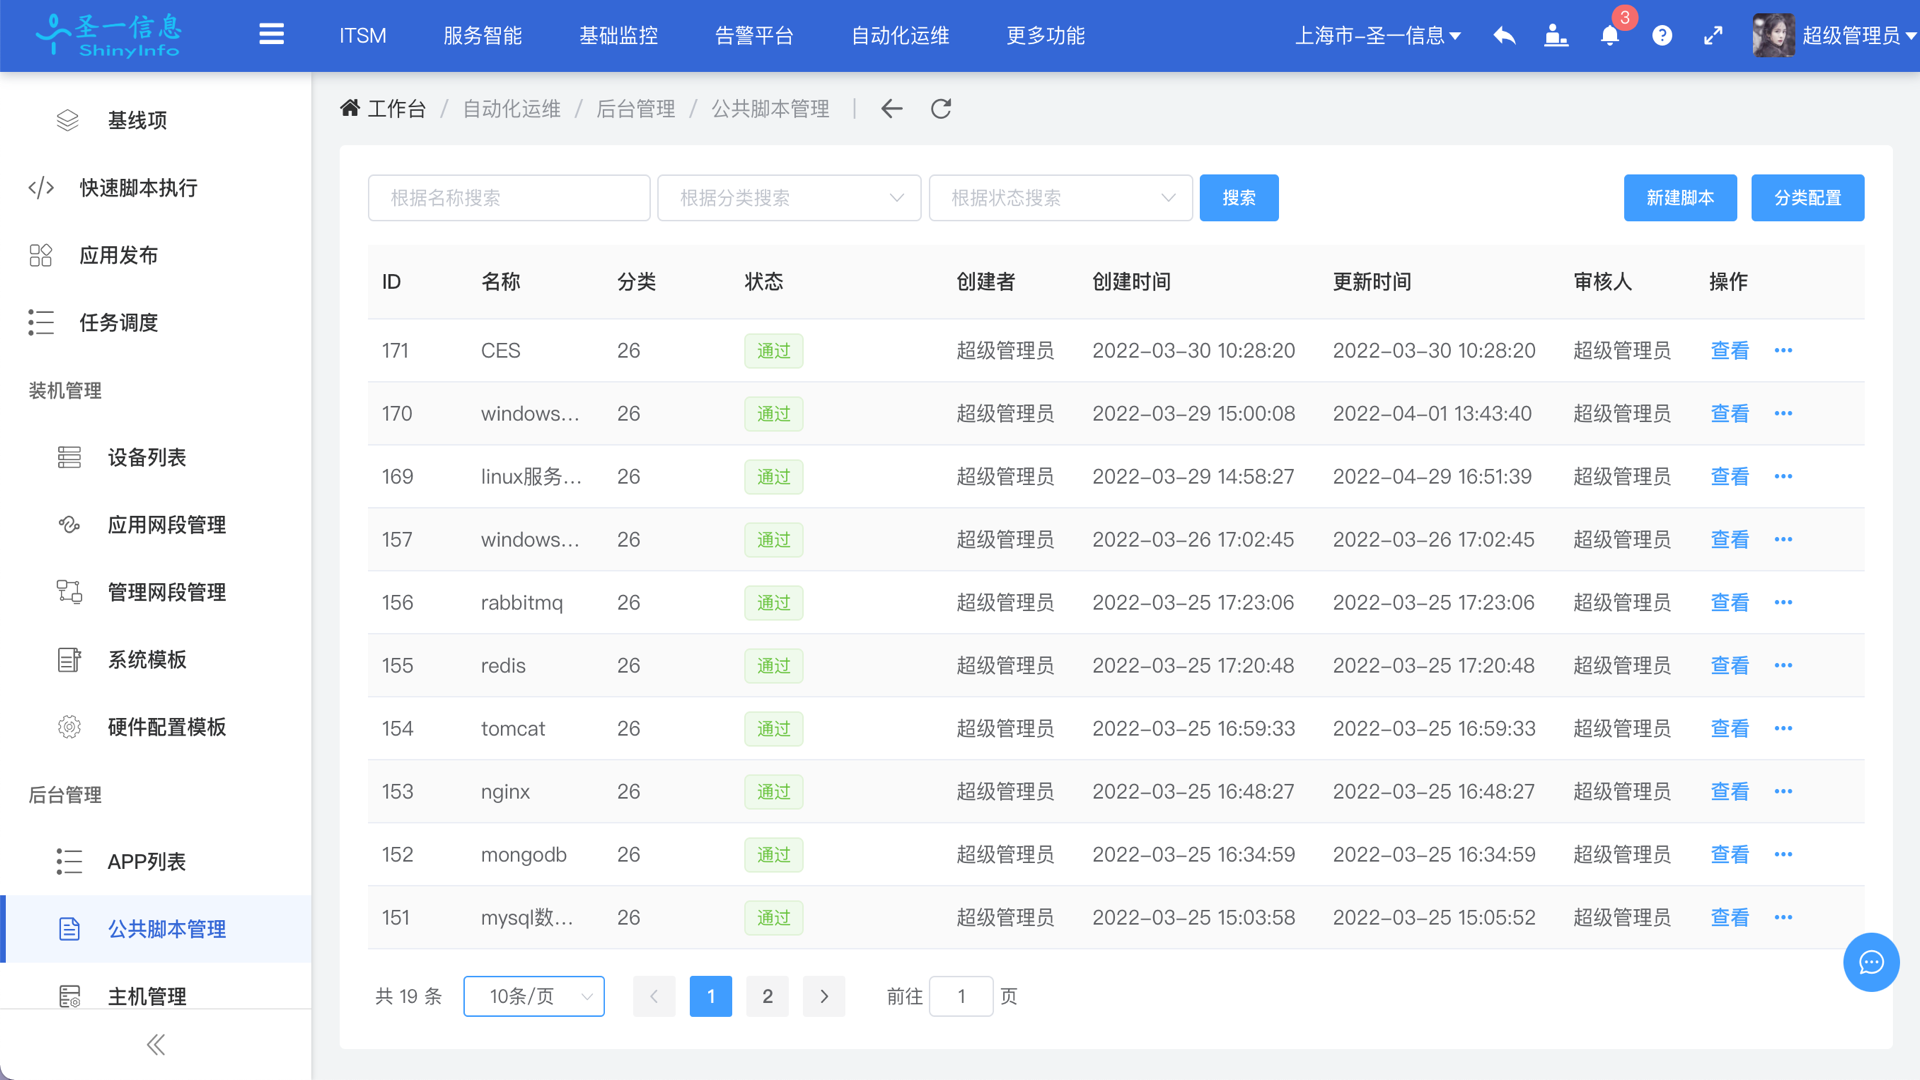 圣一信息
ShinyInfo
ITSM
服务智能
基础监控
告警平台
自动化运维
更多功能
上海市-圣一信息
3
超级管理员
基线项
快速脚本执行
应用发布
任务调度
装机管理
设备列表
应用网段管理
管理网段管理
系统模板
硬件配置模板
后台管理
APP列表
公共脚本管理
主机管理
工作台 / 自动化运维 / 后台管理 / 公共脚本管理
根据名称搜索
根据分类搜索
根据状态搜索
搜索
新建脚本
分类配置
ID 名称 分类 状态 创建者 创建时间 更新时间 审核人 操作
171 CES 26 通过 超级管理员 2022-03-30 10:28:20 2022-03-30 10:28:20 超级管理员 查看 ···
170 windows... 26 通过 超级管理员 2022-03-29 15:00:08 2022-04-01 13:43:40 超级管理员 查看 ···
169 linux服务... 26 通过 超级管理员 2022-03-29 14:58:27 2022-04-29 16:51:39 超级管理员 查看 ···
157 windows... 26 通过 超级管理员 2022-03-26 17:02:45 2022-03-26 17:02:45 超级管理员 查看 ···
156 rabbitmq 26 通过 超级管理员 2022-03-25 17:23:06 2022-03-25 17:23:06 超级管理员 查看 ···
155 redis 26 通过 超级管理员 2022-03-25 17:20:48 2022-03-25 17:20:48 超级管理员 查看 ···
154 tomcat 26 通过 超级管理员 2022-03-25 16:59:33 2022-03-25 16:59:33 超级管理员 查看 ···
153 nginx 26 通过 超级管理员 2022-03-25 16:48:27 2022-03-25 16:48:27 超级管理员 查看 ···
152 mongodb 26 通过 超级管理员 2022-03-25 16:34:59 2022-03-25 16:34:59 超级管理员 查看 ···
151 mysql数... 26 通过 超级管理员 2022-03-25 15:03:58 2022-03-25 15:05:52 超级管理员 查看 ···
共 19 条 10条/页 1 2 前往 1 页